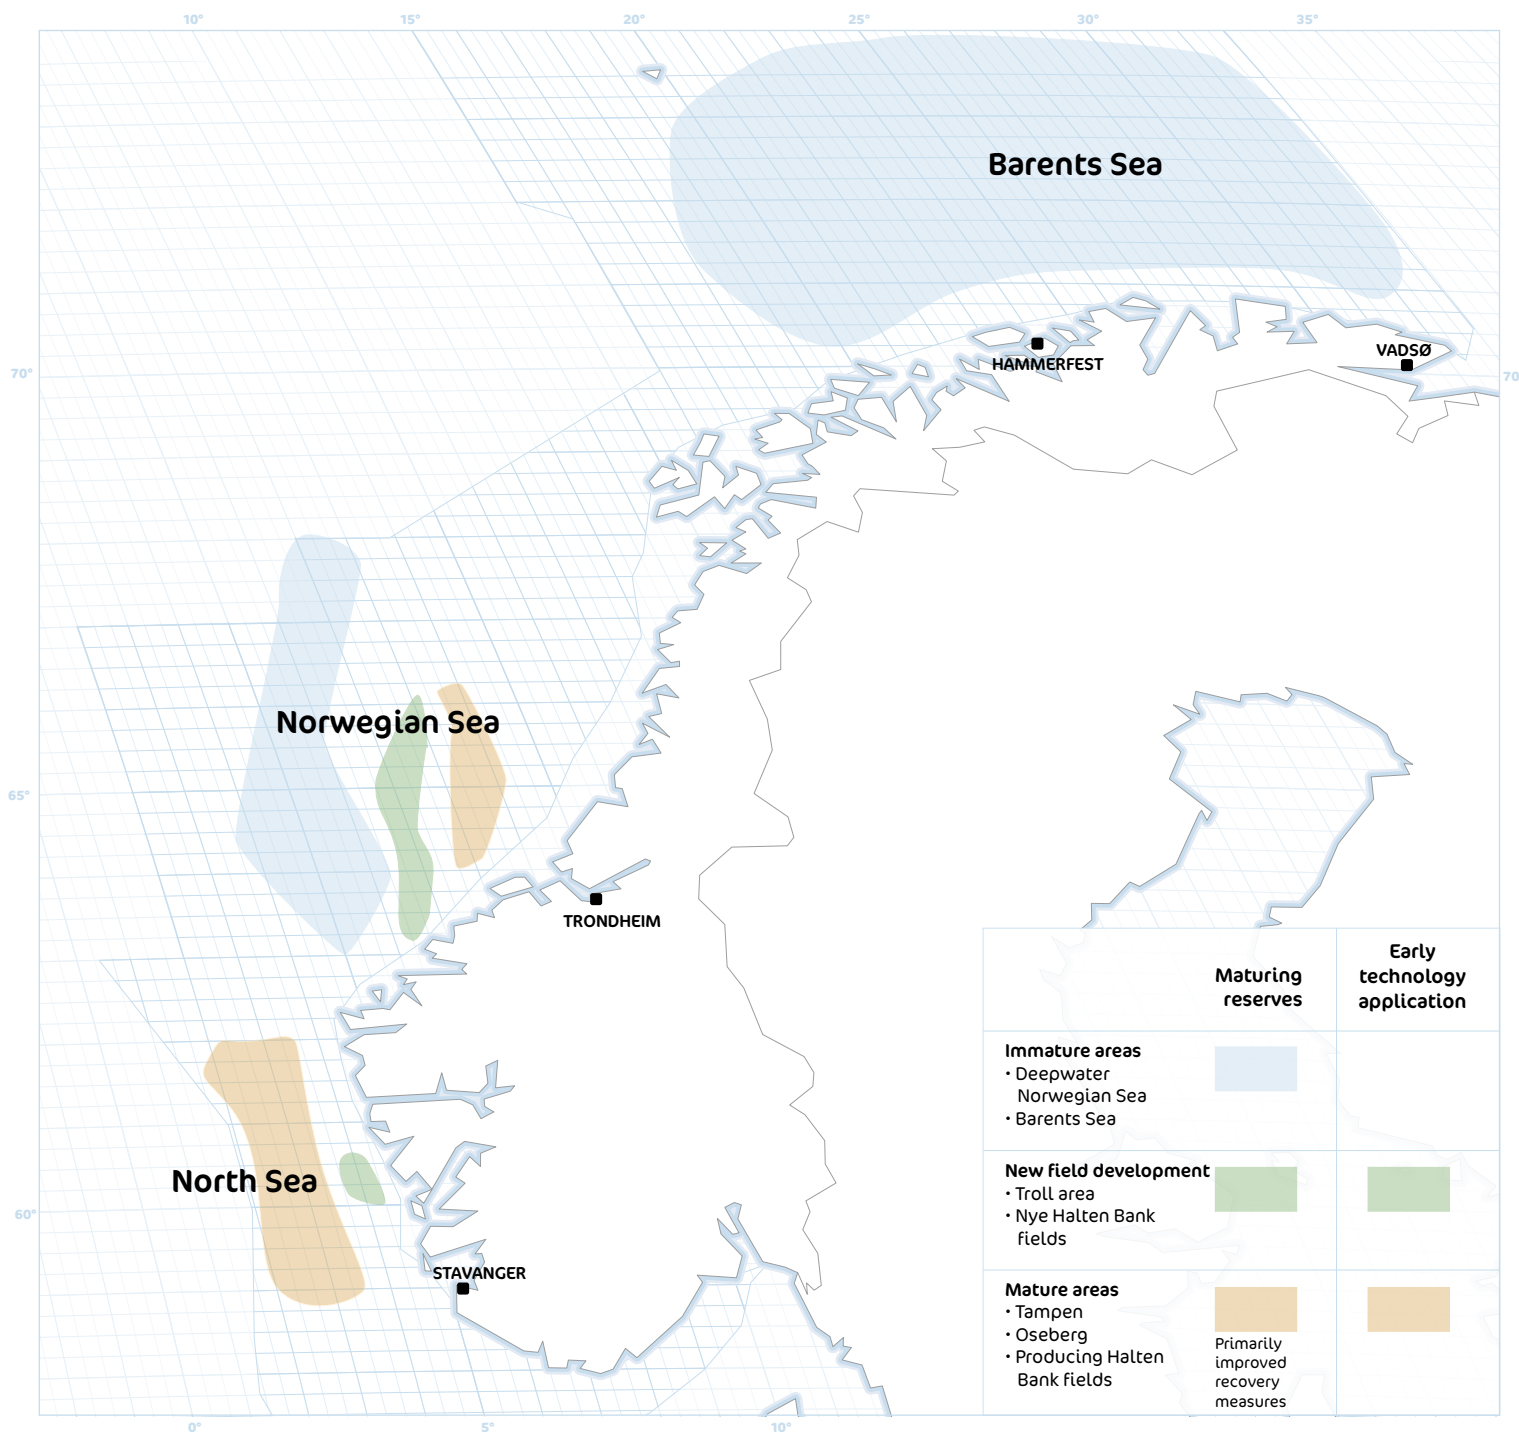 10°
15°
20°
25°
30°
35°
Barents Sea
HAMMERFEST
VADSØ
70°
70
Norwegian Sea
65°
TRONDHEIM
North Sea
60°
STAVANGER
0°
5°
10°
Maturing
reserves
Early
technology
application
Immature areas
• Deepwater
Norwegian Sea
• Barents Sea
New field development
• Troll area
• Nye Halten Bank
fields
Mature areas
• Tampen
• Oseberg
• Producing Halten
Bank fields
Primarily
improved
recovery
measures